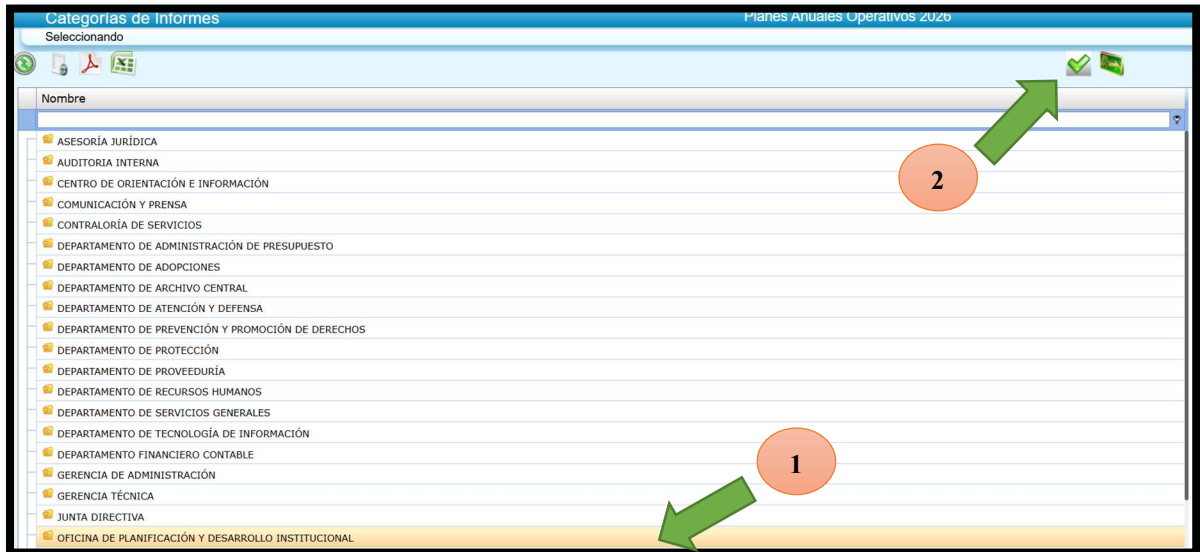 Categorías de Informes
Planes Anuales Operativos 2026
Seleccionando
Nombre
ASESORÍA JURÍDICA
AUDITORIA INTERNA
CENTRO DE ORIENTACIÓN E INFORMACIÓN
COMUNICACIÓN Y PRENSA
CONTRALORÍA DE SERVICIOS
DEPARTAMENTO DE ADMINISTRACIÓN DE PRESUPUESTO
DEPARTAMENTO DE ADOPCIONES
DEPARTAMENTO DE ARCHIVO CENTRAL
DEPARTAMENTO DE ATENCIÓN Y DEFENSA
DEPARTAMENTO DE PREVENCIÓN Y PROMOCIÓN DE DERECHOS
DEPARTAMENTO DE PROTECCIÓN
DEPARTAMENTO DE PROVEEDURÍA
DEPARTAMENTO DE RECURSOS HUMANOS
DEPARTAMENTO DE SERVICIOS GENERALES
DEPARTAMENTO DE TECNOLOGÍA DE INFORMACIÓN
DEPARTAMENTO FINANCIERO CONTABLE
GERENCIA DE ADMINISTRACIÓN
GERENCIA TÉCNICA
JUNTA DIRECTIVA
OFICINA DE PLANIFICACIÓN Y DESARROLLO INSTITUCIONAL
2
1